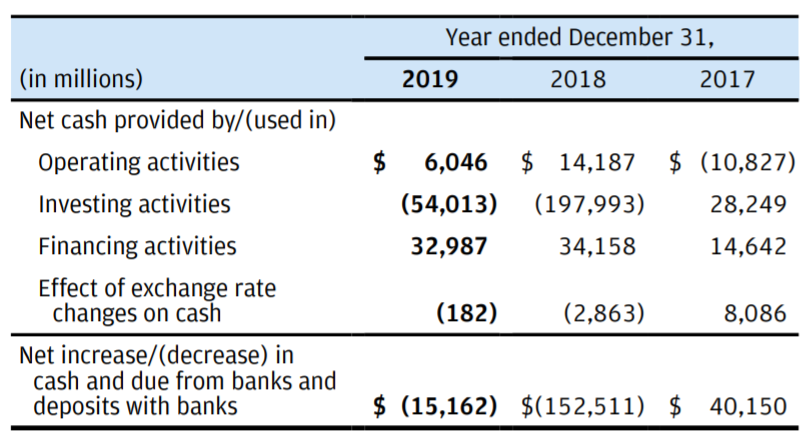 Year ended December 31,
(in millions) 2019 2018 2017
Net cash provided by/(used in)
Operating activities $ 6,046 $ 14,187 $ (10,827)
Investing activities (54,013) (197,993) 28,249
Financing activities 32,987 34,158 14,642
Effect of exchange rate
changes on cash (182) (2,863) 8,086
Net increase/(decrease) in
cash and due from banks and
deposits with banks $ (15,162) $(152,511) $ 40,150